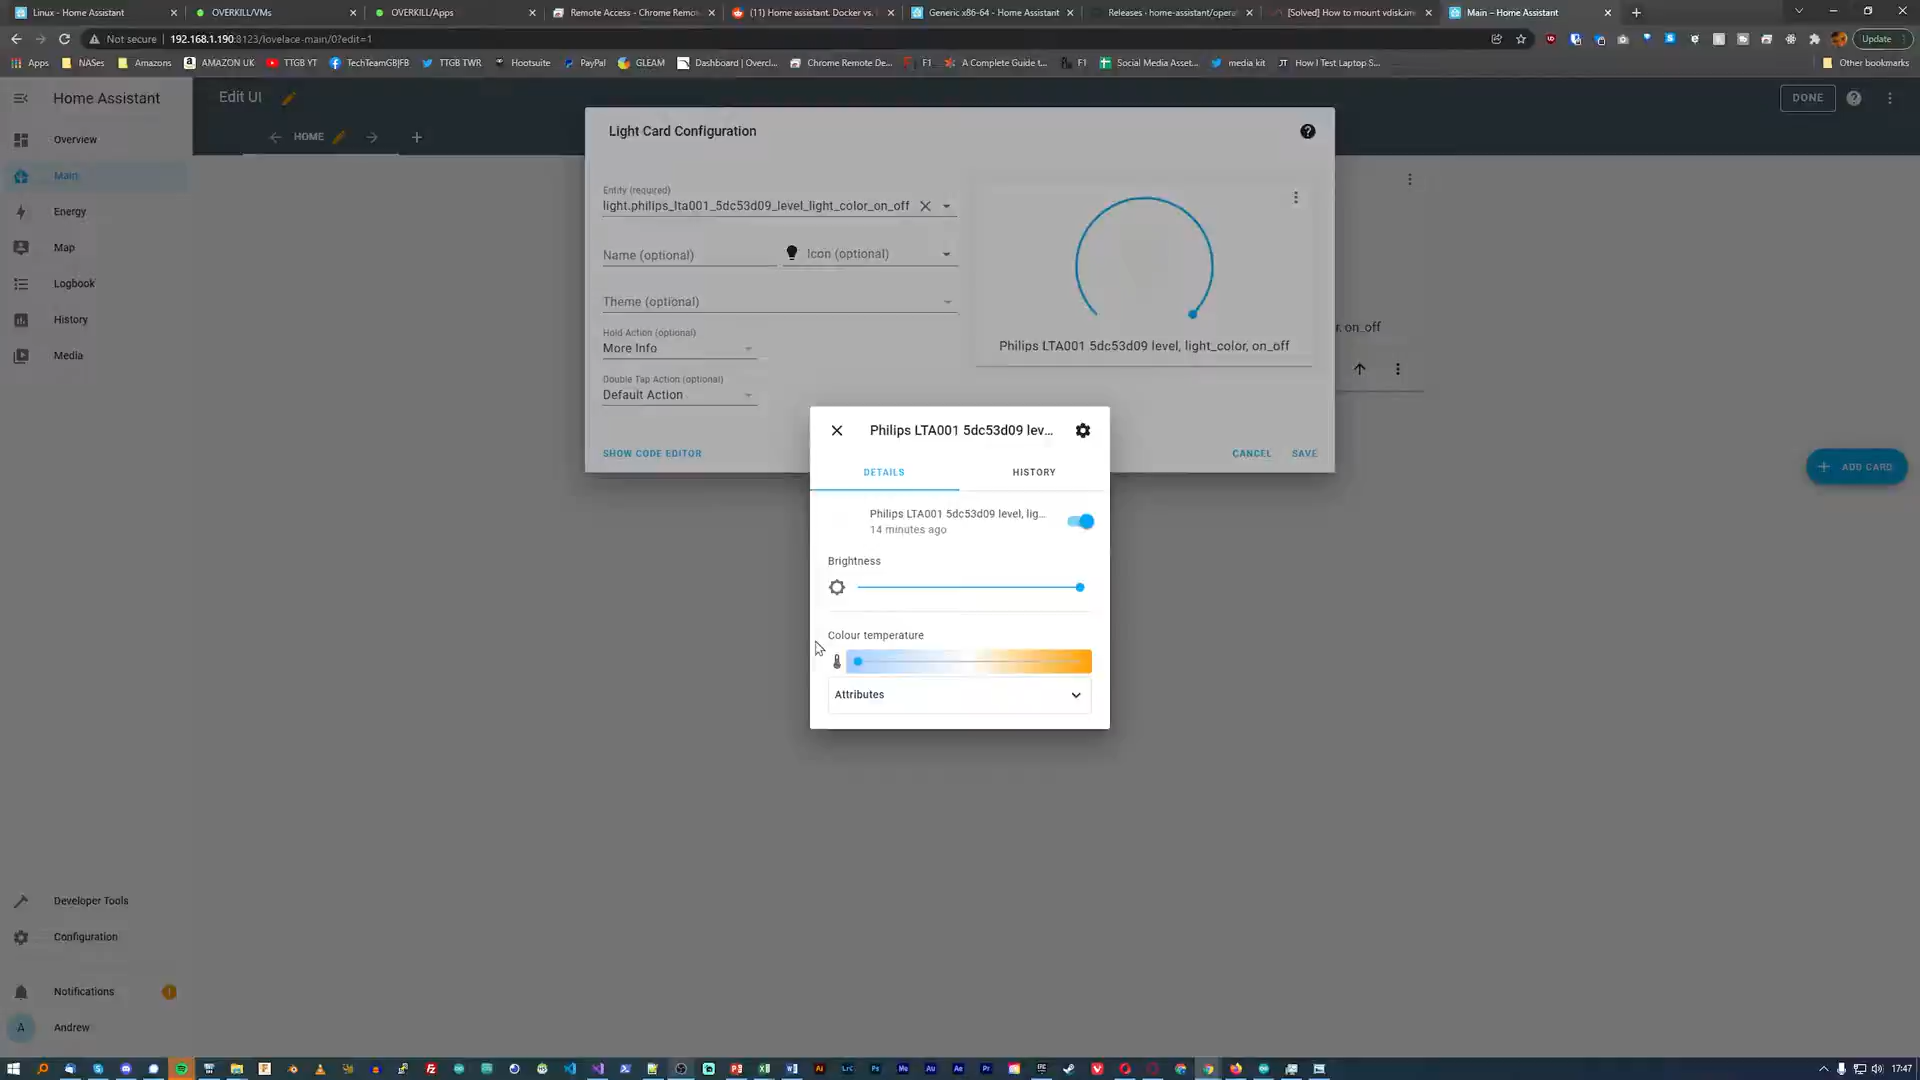 Linux - Home Assistant
OVERKILL/VMs
OVERKILL/Apps
Remote Access - Chrome Remo
(11) Home assistant. Docker vs.
Generic x86-64 - Home Assistant
Releases · home-assistant/opera
[Solved] How to mount vdisk.im
Main – Home Assistant
Not secure
192.168.1.190:8123/lovelace-main/0?edit=1
Update
Apps
NASes
Amazons
AMAZON UK
TTGB YT
TechTeamGB|FB
TTGB TWR
Hootsuite
PayPal
GLEAM
Dashboard | Overcl...
Chrome Remote De...
F1
A Complete Guide t...
F1
Social Media Asset...
media kit
How I Test Laptop S...
Other bookmarks
Home Assistant
Edit UI
DONE
HOME
Overview
Main
Energy
Map
Logbook
History
Media
Developer Tools
Configuration
Notifications
Andrew
A
Light Card Configuration
Entity (required)
light.philips_lta001_5dc53d09_level_light_color_on_off
Name (optional)
Icon (optional)
Theme (optional)
Hold Action (optional)
More Info
Double Tap Action (optional)
Default Action
SHOW CODE EDITOR
Philips LTA001 5dc53d09 level, light_color, on_off
CANCEL
SAVE
r, on_off
ADD CARD
Philips LTA001 5dc53d09 lev...
DETAILS
HISTORY
Philips LTA001 5dc53d09 level, lig...
14 minutes ago
Brightness
Colour temperature
Attributes
17:47